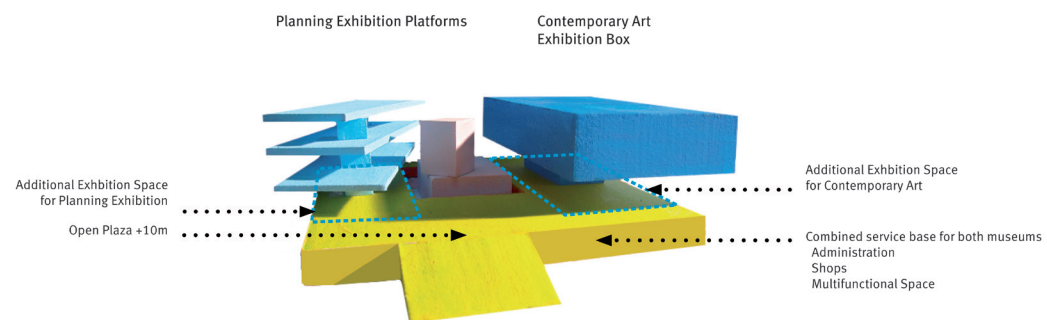 Planning Exhibition Platforms
Contemporary Art
Exhibition Box
Additional Exhbition Space
for Planning Exhibition
Open Plaza +10m
Additional Exhbition Space
for Contemporary Art
Combined service base for both museums
Administration
Shops
Multifunctional Space